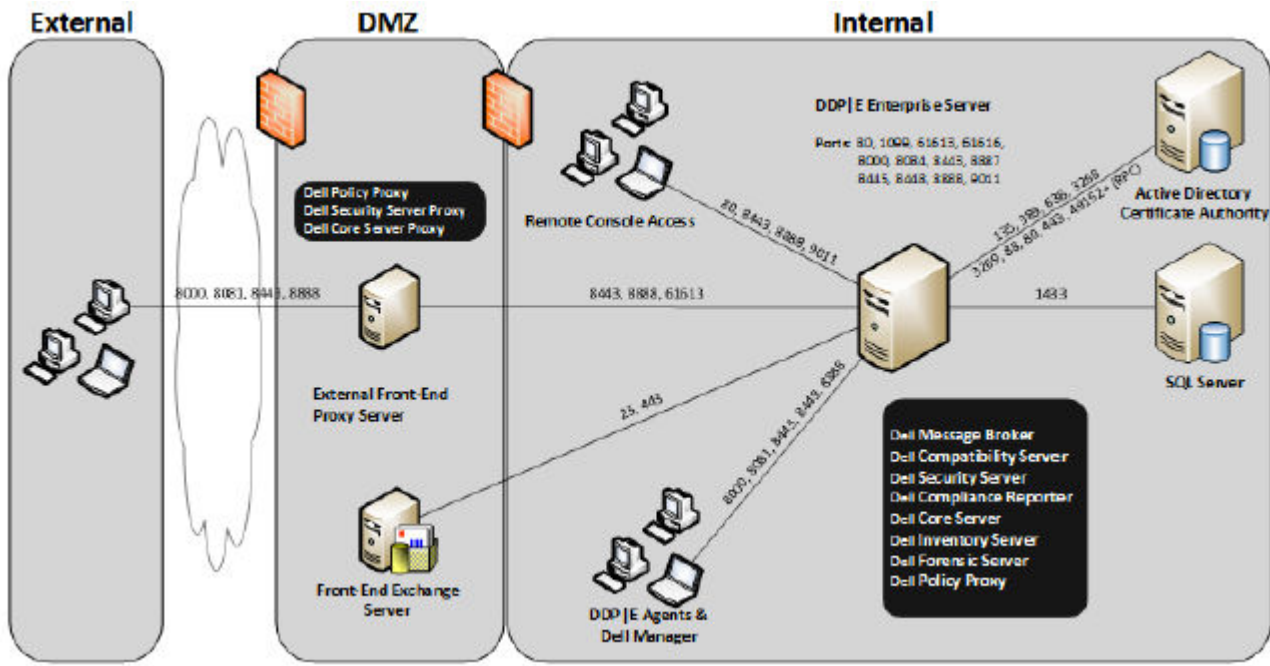 External
DMZ
Internal
DDP|E Enterprise Server
Ports: 80, 1099, 61613, 61616,
8000, 8084, 8443, 8887
8445, 8448, 8888, 9011
Dell Policy Proxy
Dell Security Server Proxy
Dell Core Server Proxy
Remote Console Access
80, 8443, 8888, 9011
135, 389, 636, 3268
3269, 88, 80, 443, 49152+ (RPC)
Active Directory
Certificate Authority
8000, 8081, 8443, 8888
8443, 8888, 61613
1433
External Front-End
Proxy Server
SQL Server
25, 443
8000, 8081, 8443,
Dell Message Broker
Dell Compatibility Server
Dell Security Server
Dell Compliance Reporter
Dell Core Server
Dell Inventory Server
Dell Forensic Server
Dell Policy Proxy
Front-End Exchange
Server
DDP|E Agents &
Dell Manager